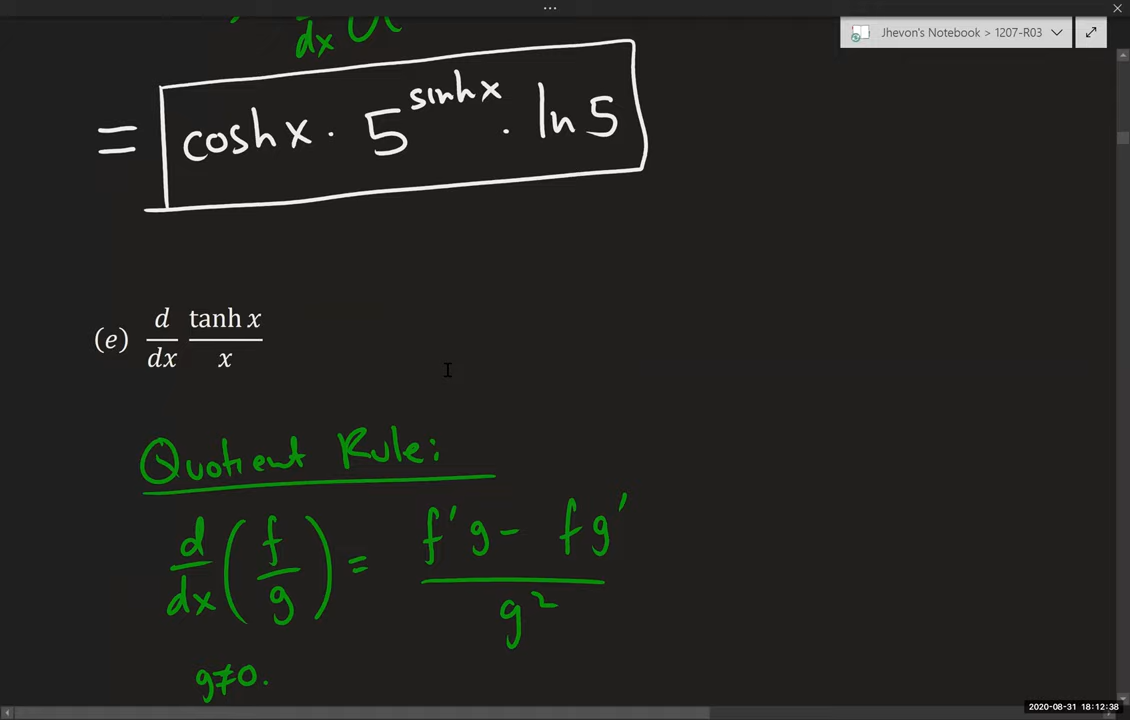 ...
Jhevon's Notebook > 1207-R03
d/dx
= cosh x · 5^sinh x · ln 5
(e) d/dx tanh x / x
Quotient Rule:
d/dx (f/g) = f'g - fg' / g²
g≠0.
2020-08-31 18:12:38